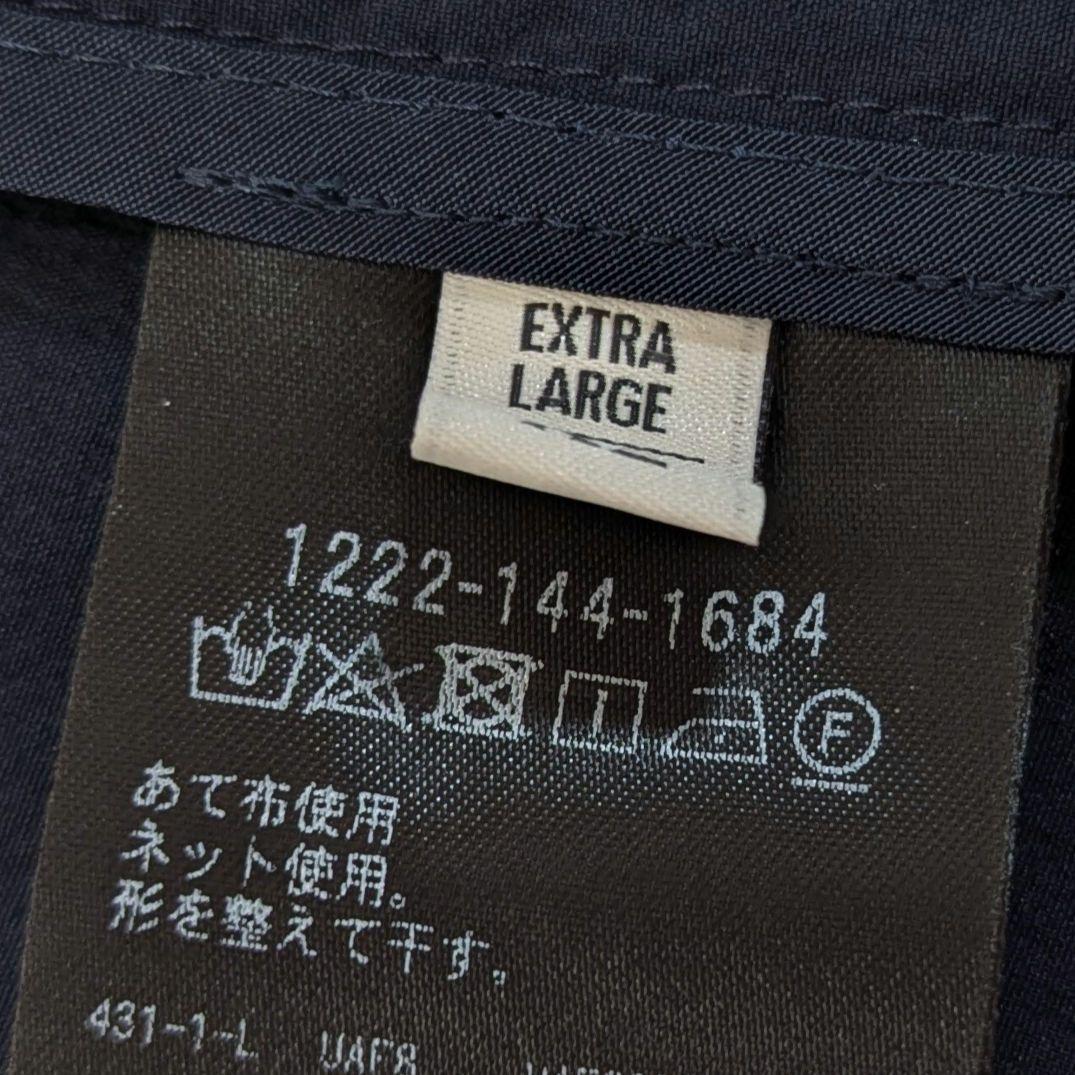 EXTRA
LARGE
1222-144-1684
F
あて布使用
ネット使用。
形を整えて干す。
431-1-L UAF8